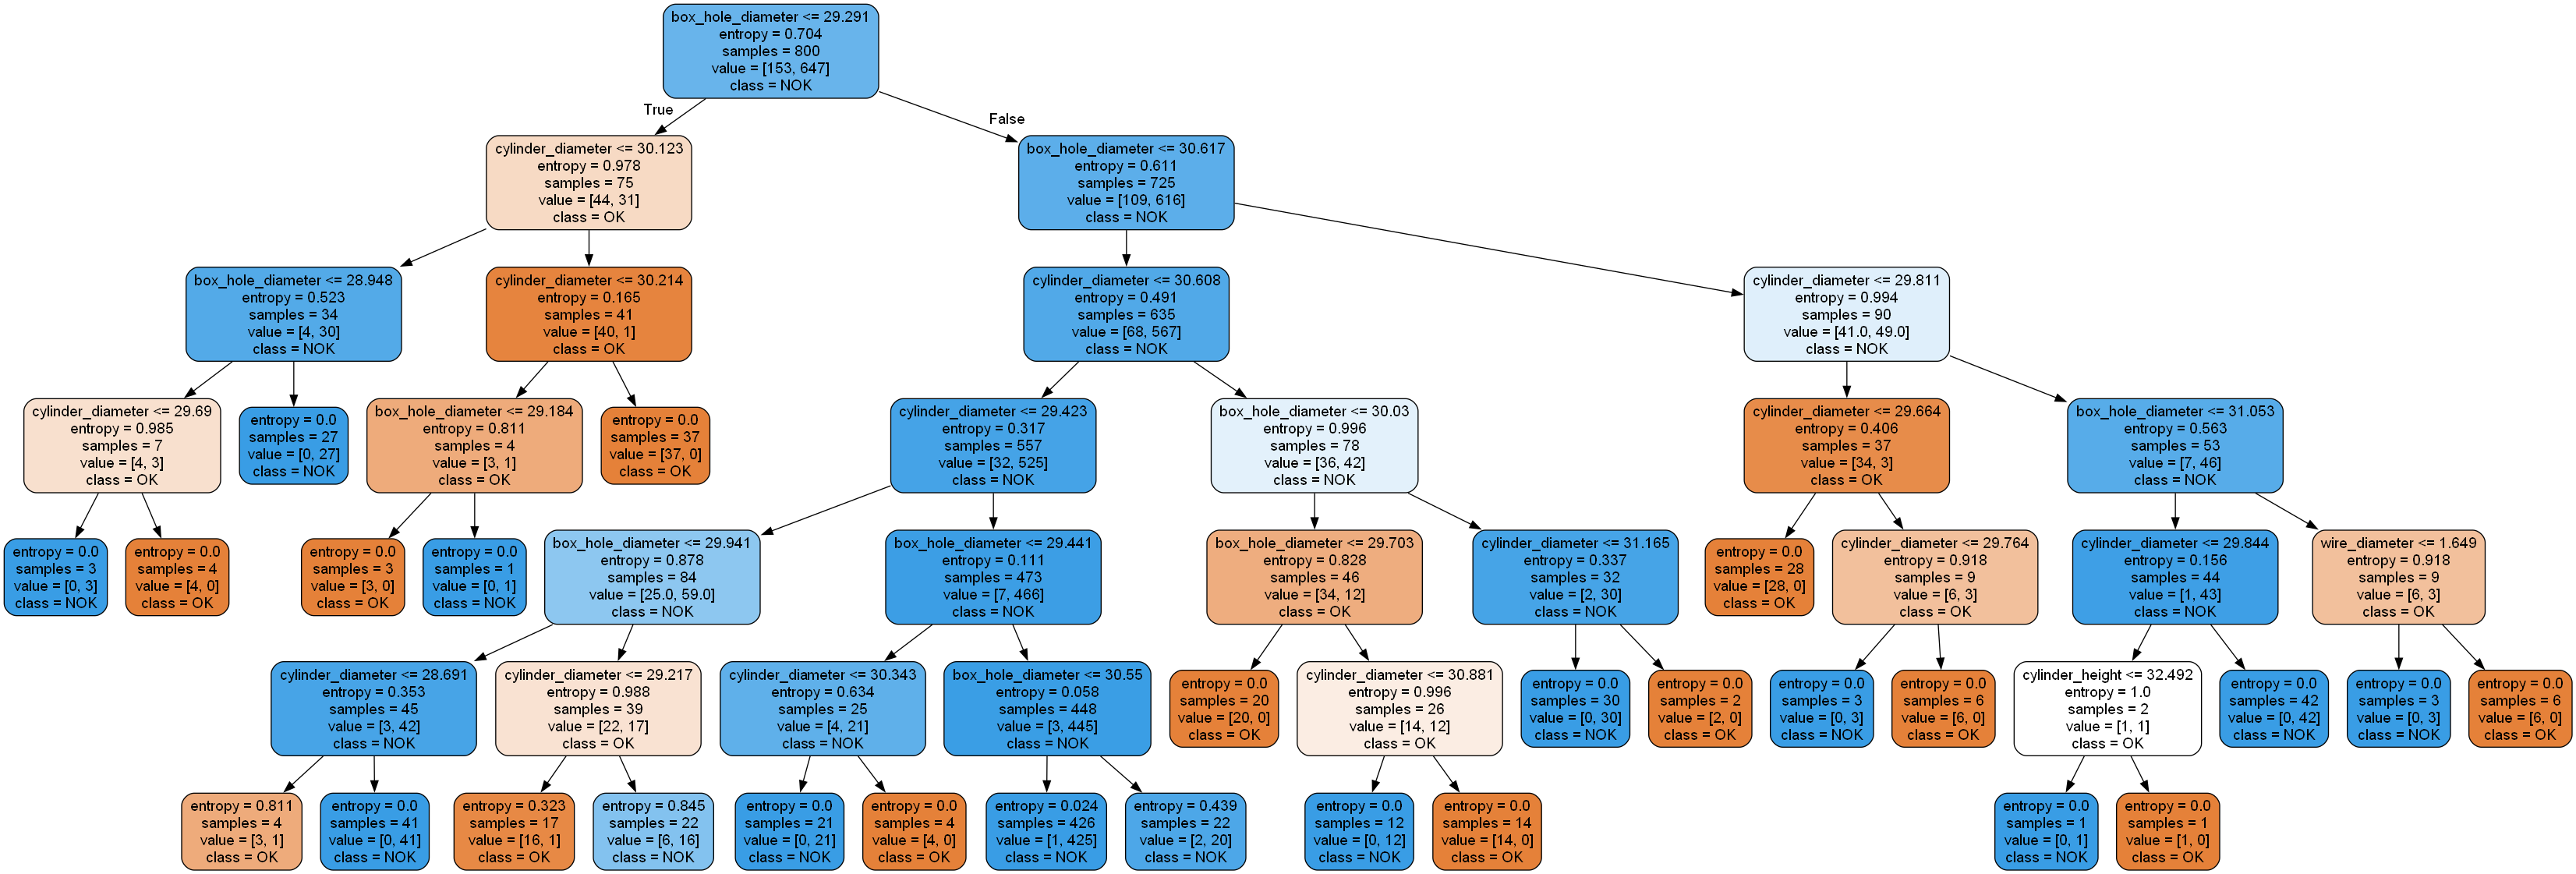 box_hole_diameter <= 29.291
entropy = 0.704
samples = 800
value = [153, 647]
class = NOK
True
False
cylinder_diameter <= 30.123
entropy = 0.978
samples = 75
value = [44, 31]
class = OK
box_hole_diameter <= 30.617
entropy = 0.611
samples = 725
value = [109, 616]
class = NOK
box_hole_diameter <= 28.948
entropy = 0.523
samples = 34
value = [4, 30]
class = NOK
cylinder_diameter <= 30.214
entropy = 0.165
samples = 41
value = [40, 1]
class = OK
cylinder_diameter <= 30.608
entropy = 0.491
samples = 635
value = [68, 567]
class = NOK
cylinder_diameter <= 29.811
entropy = 0.994
samples = 90
value = [41.0, 49.0]
class = NOK
cylinder_diameter <= 29.69
entropy = 0.985
samples = 7
value = [4, 3]
class = OK
entropy = 0.0
samples = 27
value = [0, 27]
class = NOK
box_hole_diameter <= 29.184
entropy = 0.811
samples = 4
value = [3, 1]
class = OK
entropy = 0.0
samples = 37
value = [37, 0]
class = OK
cylinder_diameter <= 29.423
entropy = 0.317
samples = 557
value = [32, 525]
class = NOK
box_hole_diameter <= 30.03
entropy = 0.996
samples = 78
value = [36, 42]
class = NOK
cylinder_diameter <= 29.664
entropy = 0.406
samples = 37
value = [34, 3]
class = OK
box_hole_diameter <= 31.053
entropy = 0.563
samples = 53
value = [7, 46]
class = NOK
entropy = 0.0
samples = 3
value = [0, 3]
class = NOK
entropy = 0.0
samples = 4
value = [4, 0]
class = OK
entropy = 0.0
samples = 3
value = [3, 0]
class = OK
entropy = 0.0
samples = 1
value = [0, 1]
class = NOK
box_hole_diameter <= 29.941
entropy = 0.878
samples = 84
value = [25.0, 59.0]
class = NOK
box_hole_diameter <= 29.441
entropy = 0.111
samples = 473
value = [7, 466]
class = NOK
box_hole_diameter <= 29.703
entropy = 0.828
samples = 46
value = [34, 12]
class = OK
cylinder_diameter <= 31.165
entropy = 0.337
samples = 32
value = [2, 30]
class = NOK
entropy = 0.0
samples = 28
value = [28, 0]
class = OK
cylinder_diameter <= 29.764
entropy = 0.918
samples = 9
value = [6, 3]
class = OK
cylinder_diameter <= 29.844
entropy = 0.156
samples = 44
value = [1, 43]
class = NOK
wire_diameter <= 1.649
entropy = 0.918
samples = 9
value = [6, 3]
class = OK
cylinder_diameter <= 28.691
entropy = 0.353
samples = 45
value = [3, 42]
class = NOK
cylinder_diameter <= 29.217
entropy = 0.988
samples = 39
value = [22, 17]
class = OK
cylinder_diameter <= 30.343
entropy = 0.634
samples = 25
value = [4, 21]
class = NOK
box_hole_diameter <= 30.55
entropy = 0.058
samples = 448
value = [3, 445]
class = NOK
entropy = 0.0
samples = 20
value = [20, 0]
class = OK
cylinder_diameter <= 30.881
entropy = 0.996
samples = 26
value = [14, 12]
class = OK
entropy = 0.0
samples = 30
value = [0, 30]
class = NOK
entropy = 0.0
samples = 2
value = [2, 0]
class = OK
entropy = 0.0
samples = 3
value = [0, 3]
class = NOK
entropy = 0.0
samples = 6
value = [6, 0]
class = OK
cylinder_height <= 32.492
entropy = 1.0
samples = 2
value = [1, 1]
class = OK
entropy = 0.0
samples = 42
value = [0, 42]
class = NOK
entropy = 0.0
samples = 3
value = [0, 3]
class = NOK
entropy = 0.0
samples = 6
value = [6, 0]
class = OK
entropy = 0.811
samples = 4
value = [3, 1]
class = OK
entropy = 0.0
samples = 41
value = [0, 41]
class = NOK
entropy = 0.323
samples = 17
value = [16, 1]
class = OK
entropy = 0.845
samples = 22
value = [6, 16]
class = NOK
entropy = 0.0
samples = 21
value = [0, 21]
class = NOK
entropy = 0.0
samples = 4
value = [4, 0]
class = OK
entropy = 0.024
samples = 426
value = [1, 425]
class = NOK
entropy = 0.439
samples = 22
value = [2, 20]
class = NOK
entropy = 0.0
samples = 12
value = [0, 12]
class = NOK
entropy = 0.0
samples = 14
value = [14, 0]
class = OK
entropy = 0.0
samples = 1
value = [0, 1]
class = NOK
entropy = 0.0
samples = 1
value = [1, 0]
class = OK